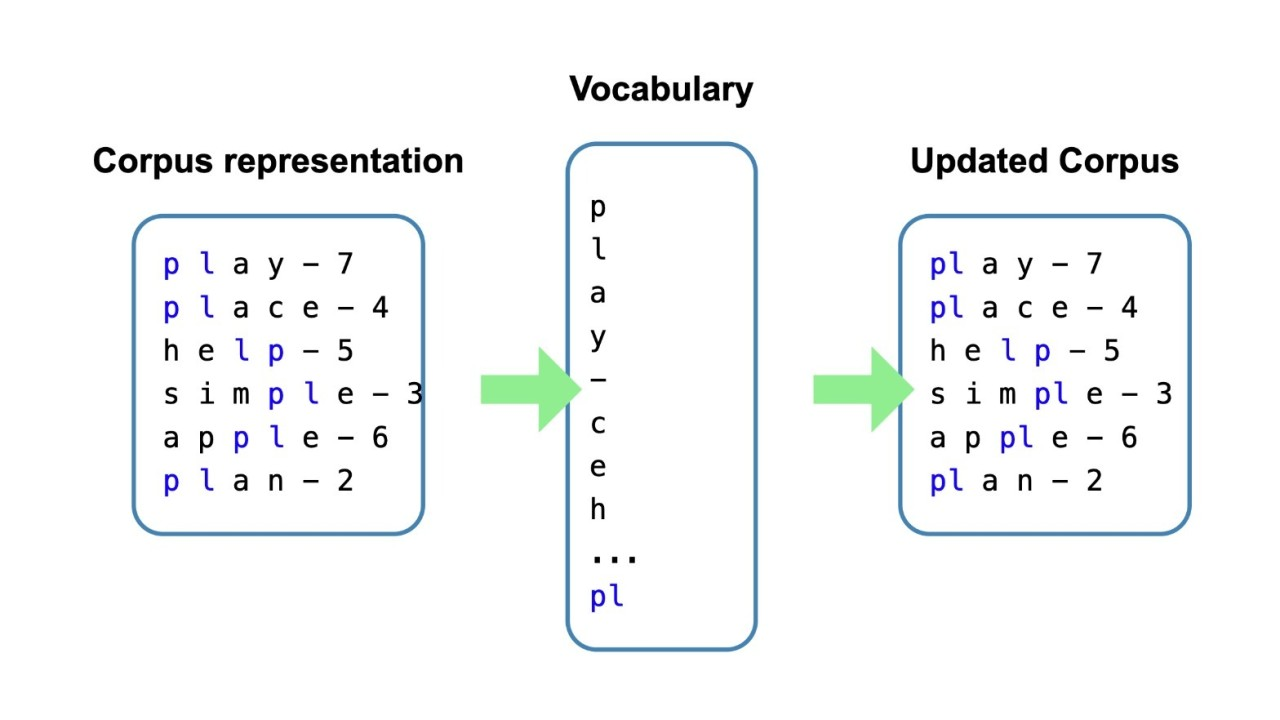 Vocabulary
Corpus representation
Updated Corpus
p l a y – 7
p l a c e – 4
h e l p – 5
s i m p l e – 3
a p p l e – 6
p l a n – 2
p
l
a
y
–
c
e
h
...
pl
pl a y – 7
pl a c e – 4
h e l p – 5
s i m pl e – 3
a p pl e – 6
pl a n – 2